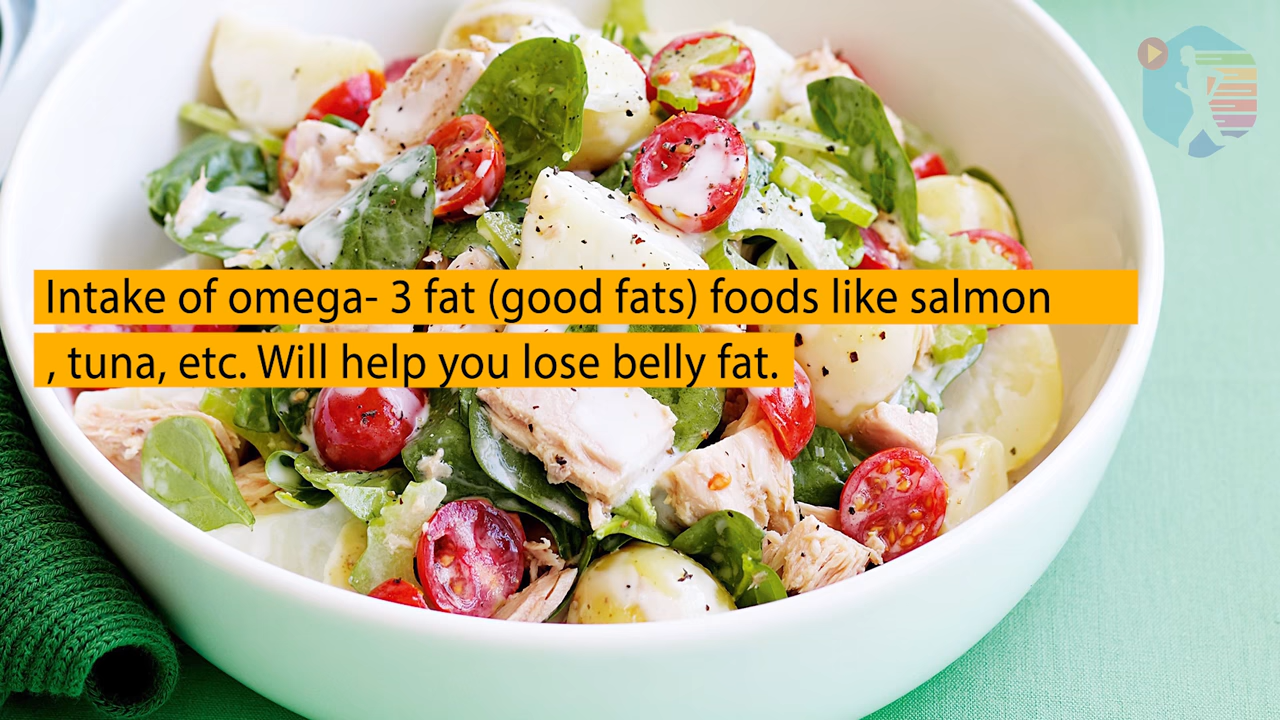 Intake of omega- 3 fat (good fats) foods like salmon
, tuna, etc. Will help you lose belly fat.